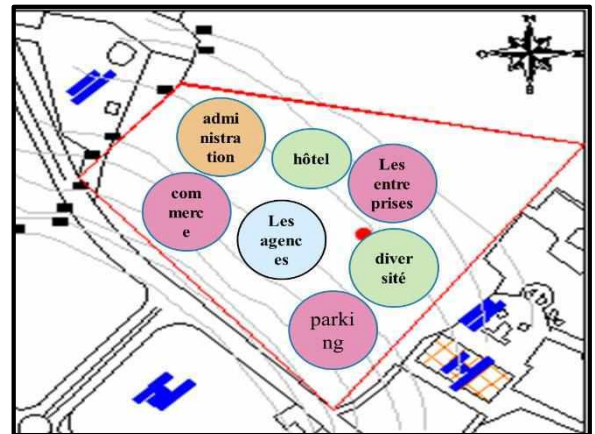 admi
nistra
tion
hôtel
Les
entre
prises
com
merc
e
Les
agenc
es
diver
sité
parki
ng